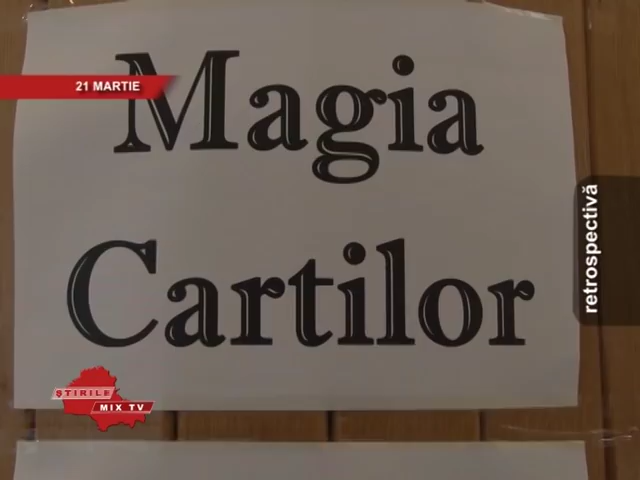 21 MARTIE
Magia
Cartilor
retrospectivă
ȘTIRILE
MIX TV